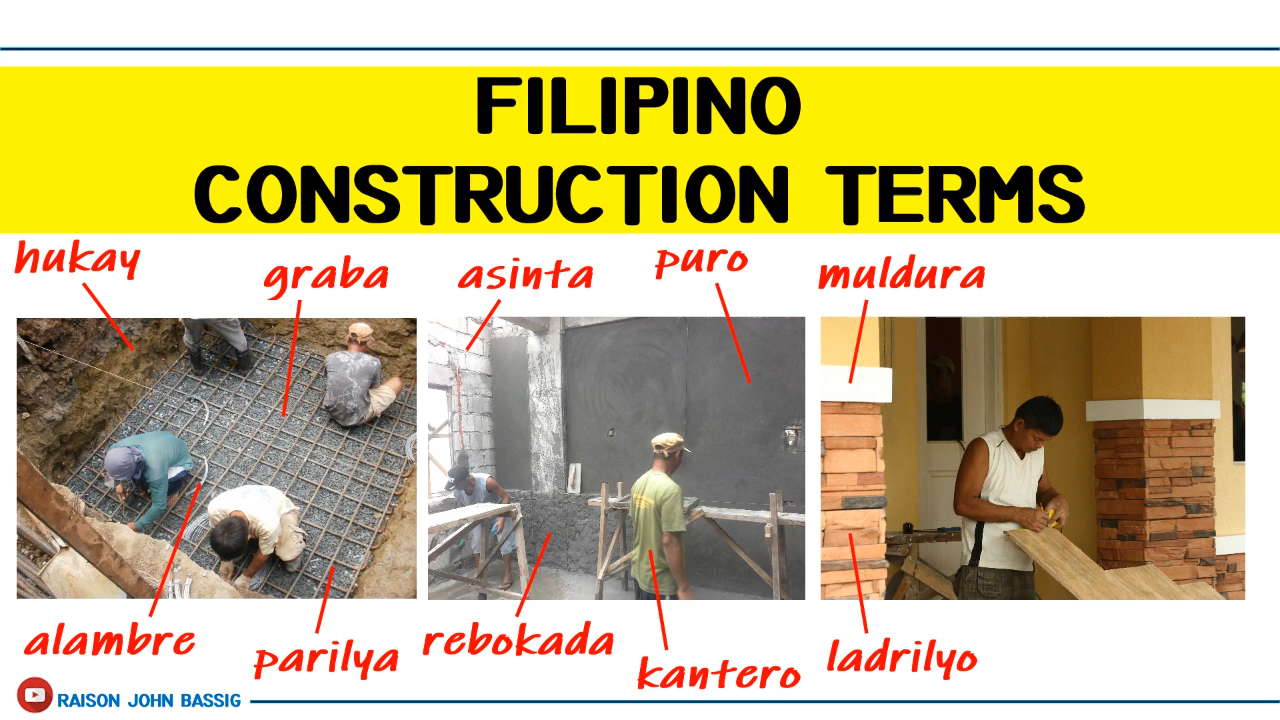 FILIPINO
CONSTRUCTION TERMS
hukay
graba
asinta
puro
muldura
alambre
parilya
rebokada
kantero
ladrilyo
RAISON JOHN BASSIG